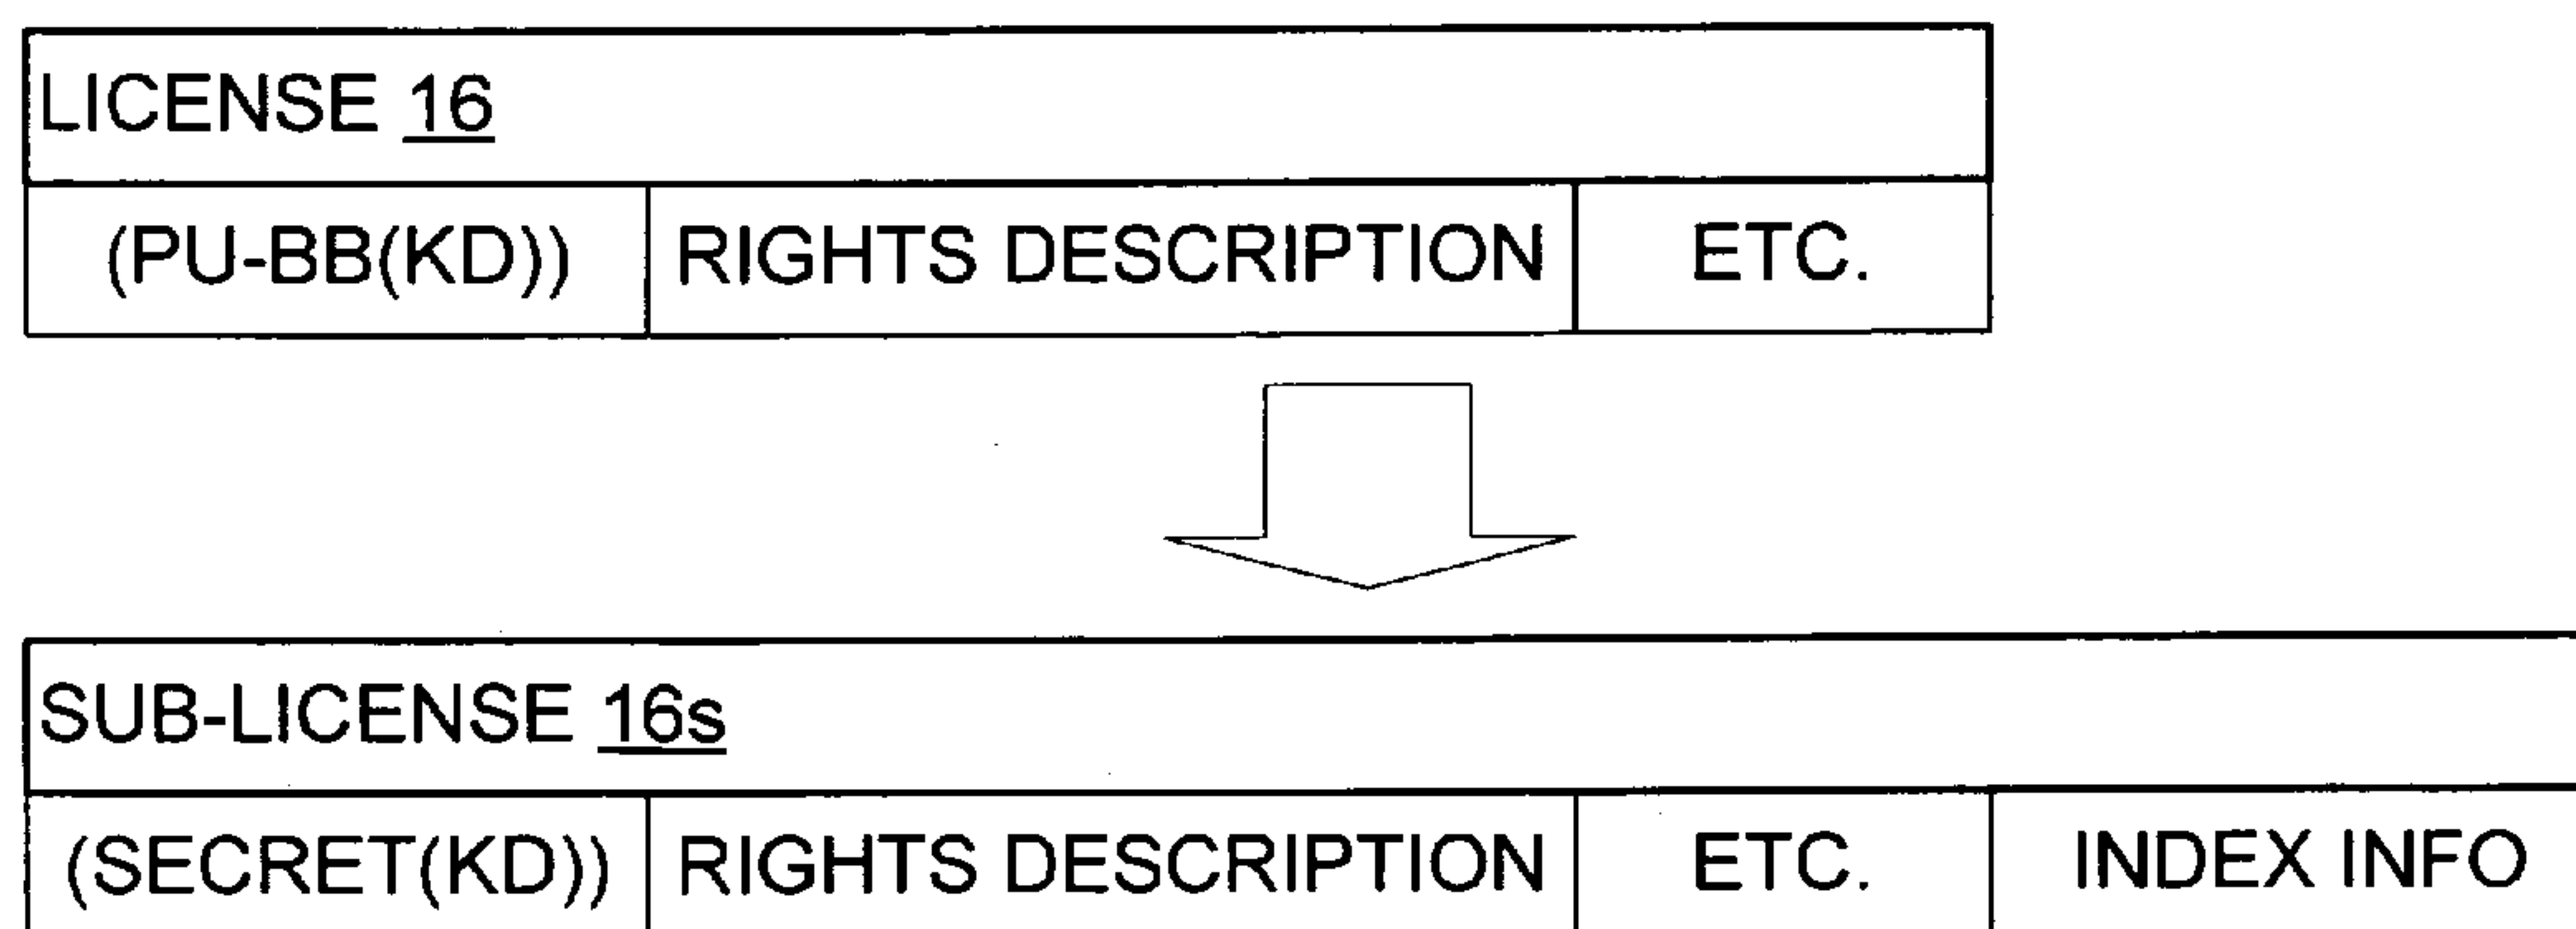 LICENSE 16
(PU-BB(KD)) RIGHTS DESCRIPTION ETC.
SUB-LICENSE 16s
(SECRET(KD)) RIGHTS DESCRIPTION ETC. INDEX INFO